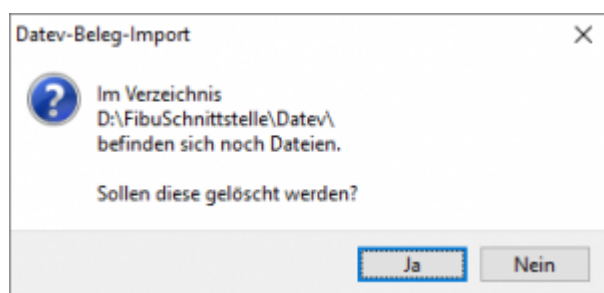 Datev-Beleg-Import
Im Verzeichnis
D:\FibuSchnittstelle\Datev\
befinden sich noch Dateien.
Sollen diese gelöscht werden?
Ja
Nein